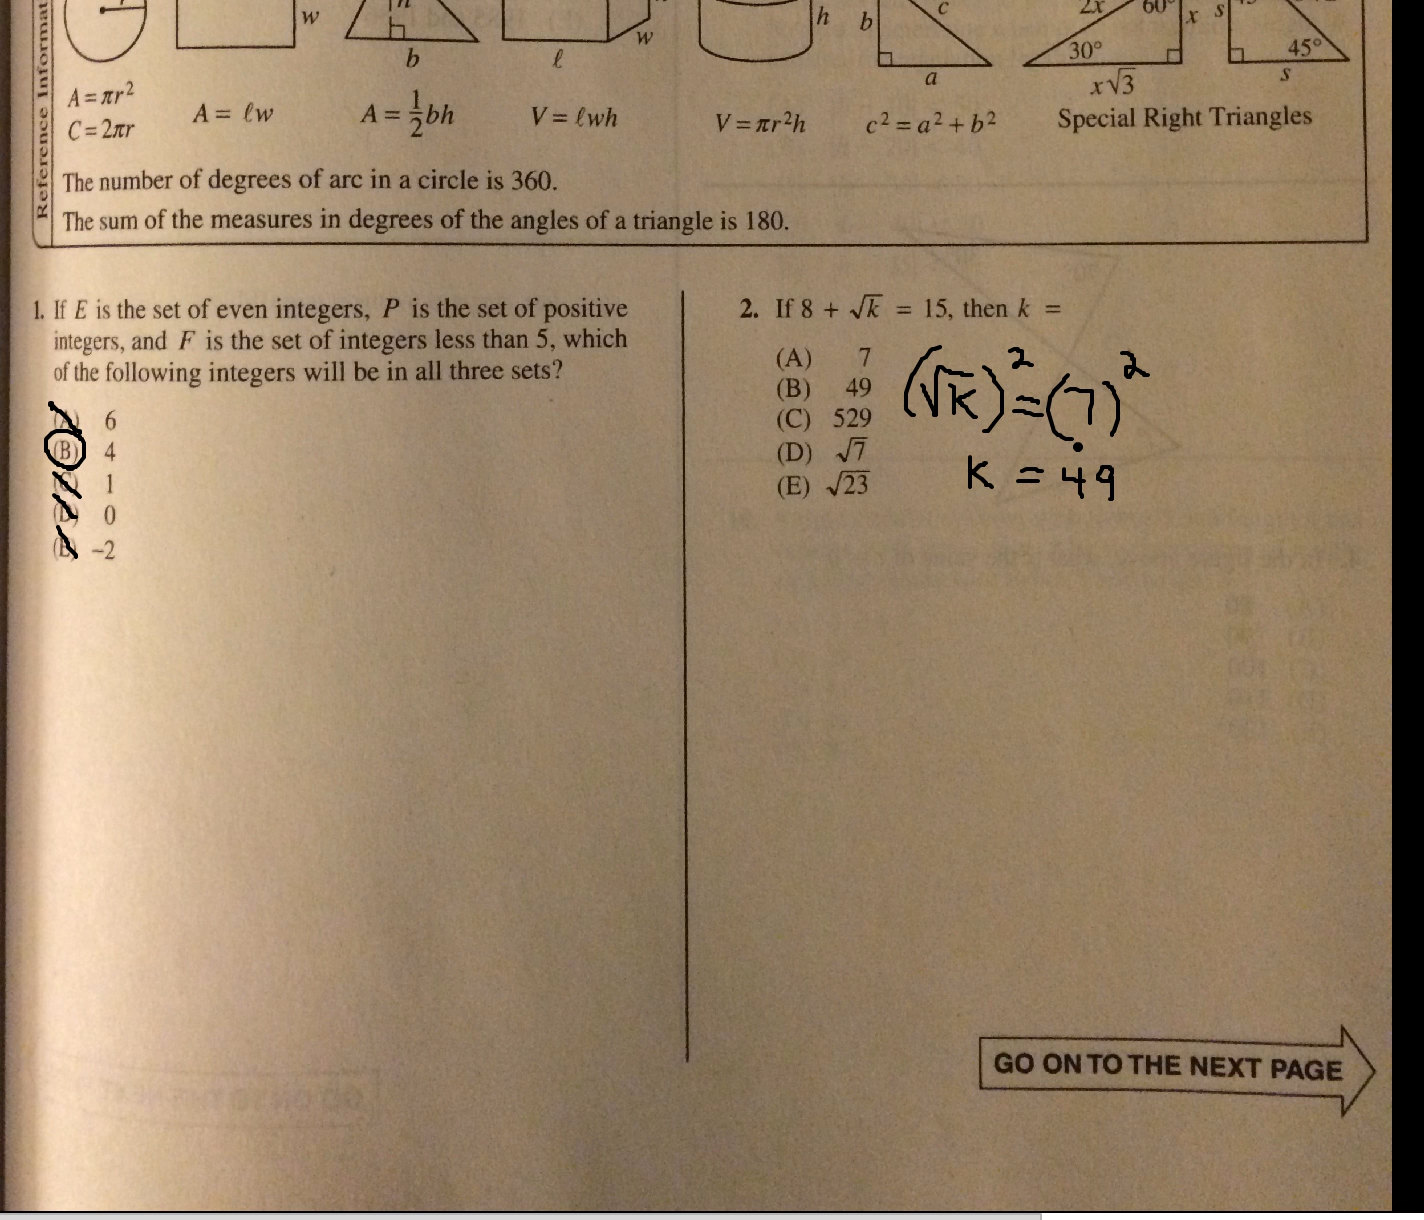 w h b ℓ w h b c a 2x 60° x 30° x√3 s 45° s
Reference Informat
A = πr²
C = 2πr
A = ℓw
A = 1/2 bh
V = ℓwh
V = πr²h
c² = a² + b²
Special Right Triangles
The number of degrees of arc in a circle is 360.
The sum of the measures in degrees of the angles of a triangle is 180.
1. If E is the set of even integers, P is the set of positive
integers, and F is the set of integers less than 5, which
of the following integers will be in all three sets?
(A) 6
(B) 4
(C) 1
(D) 0
(E) −2
2. If 8 + √k = 15, then k =
(A) 7
(B) 49
(C) 529
(D) √7
(E) √23
(√k)² = (7)²
k = 49
GO ON TO THE NEXT PAGE